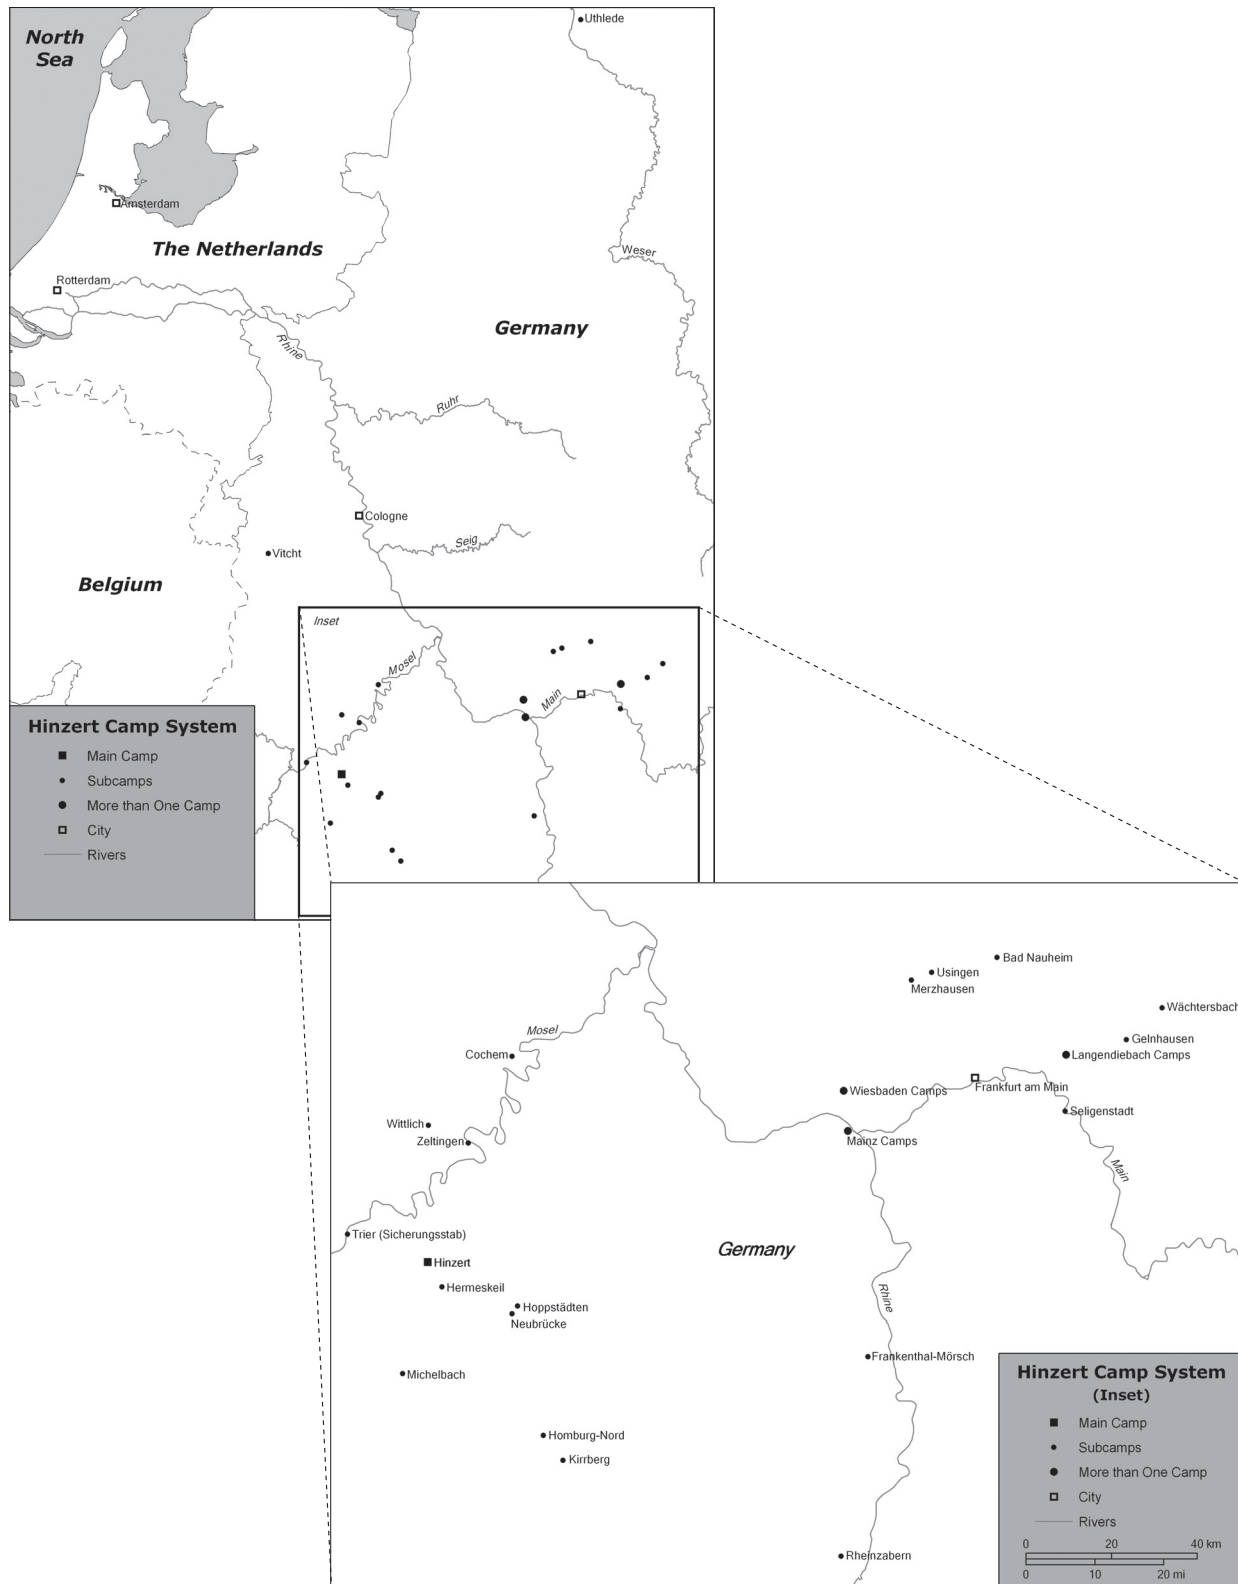 Uthlede
North
Sea
Amsterdam
The Netherlands
Weser
Rotterdam
Germany
Rhine
Ruhr
Cologne
Seig
Vitcht
Belgium
Inset
Mosel
Main
Hinzert Camp System
Main Camp
Subcamps
More than One Camp
City
Rivers
Bad Nauheim
Usingen
Merzhausen
Wächtersbach
Mosel
Gelnhausen
Cochem
Langendiebach Camps
Frankfurt am Main
Wiesbaden Camps
Seligenstadt
Wittlich
Zeltingen
Mainz Camps
Main
Trier (Sicherungsstab)
Germany
Hinzert
Hermeskeil
Rhine
Hoppstädten
Neubrücke
Frankenthal-Mörsch
Michelbach
Homburg-Nord
Kirrberg
Rheinzabern
Hinzert Camp System
(Inset)
Main Camp
Subcamps
More than One Camp
City
Rivers
0 20 40 km
0 10 20 mi